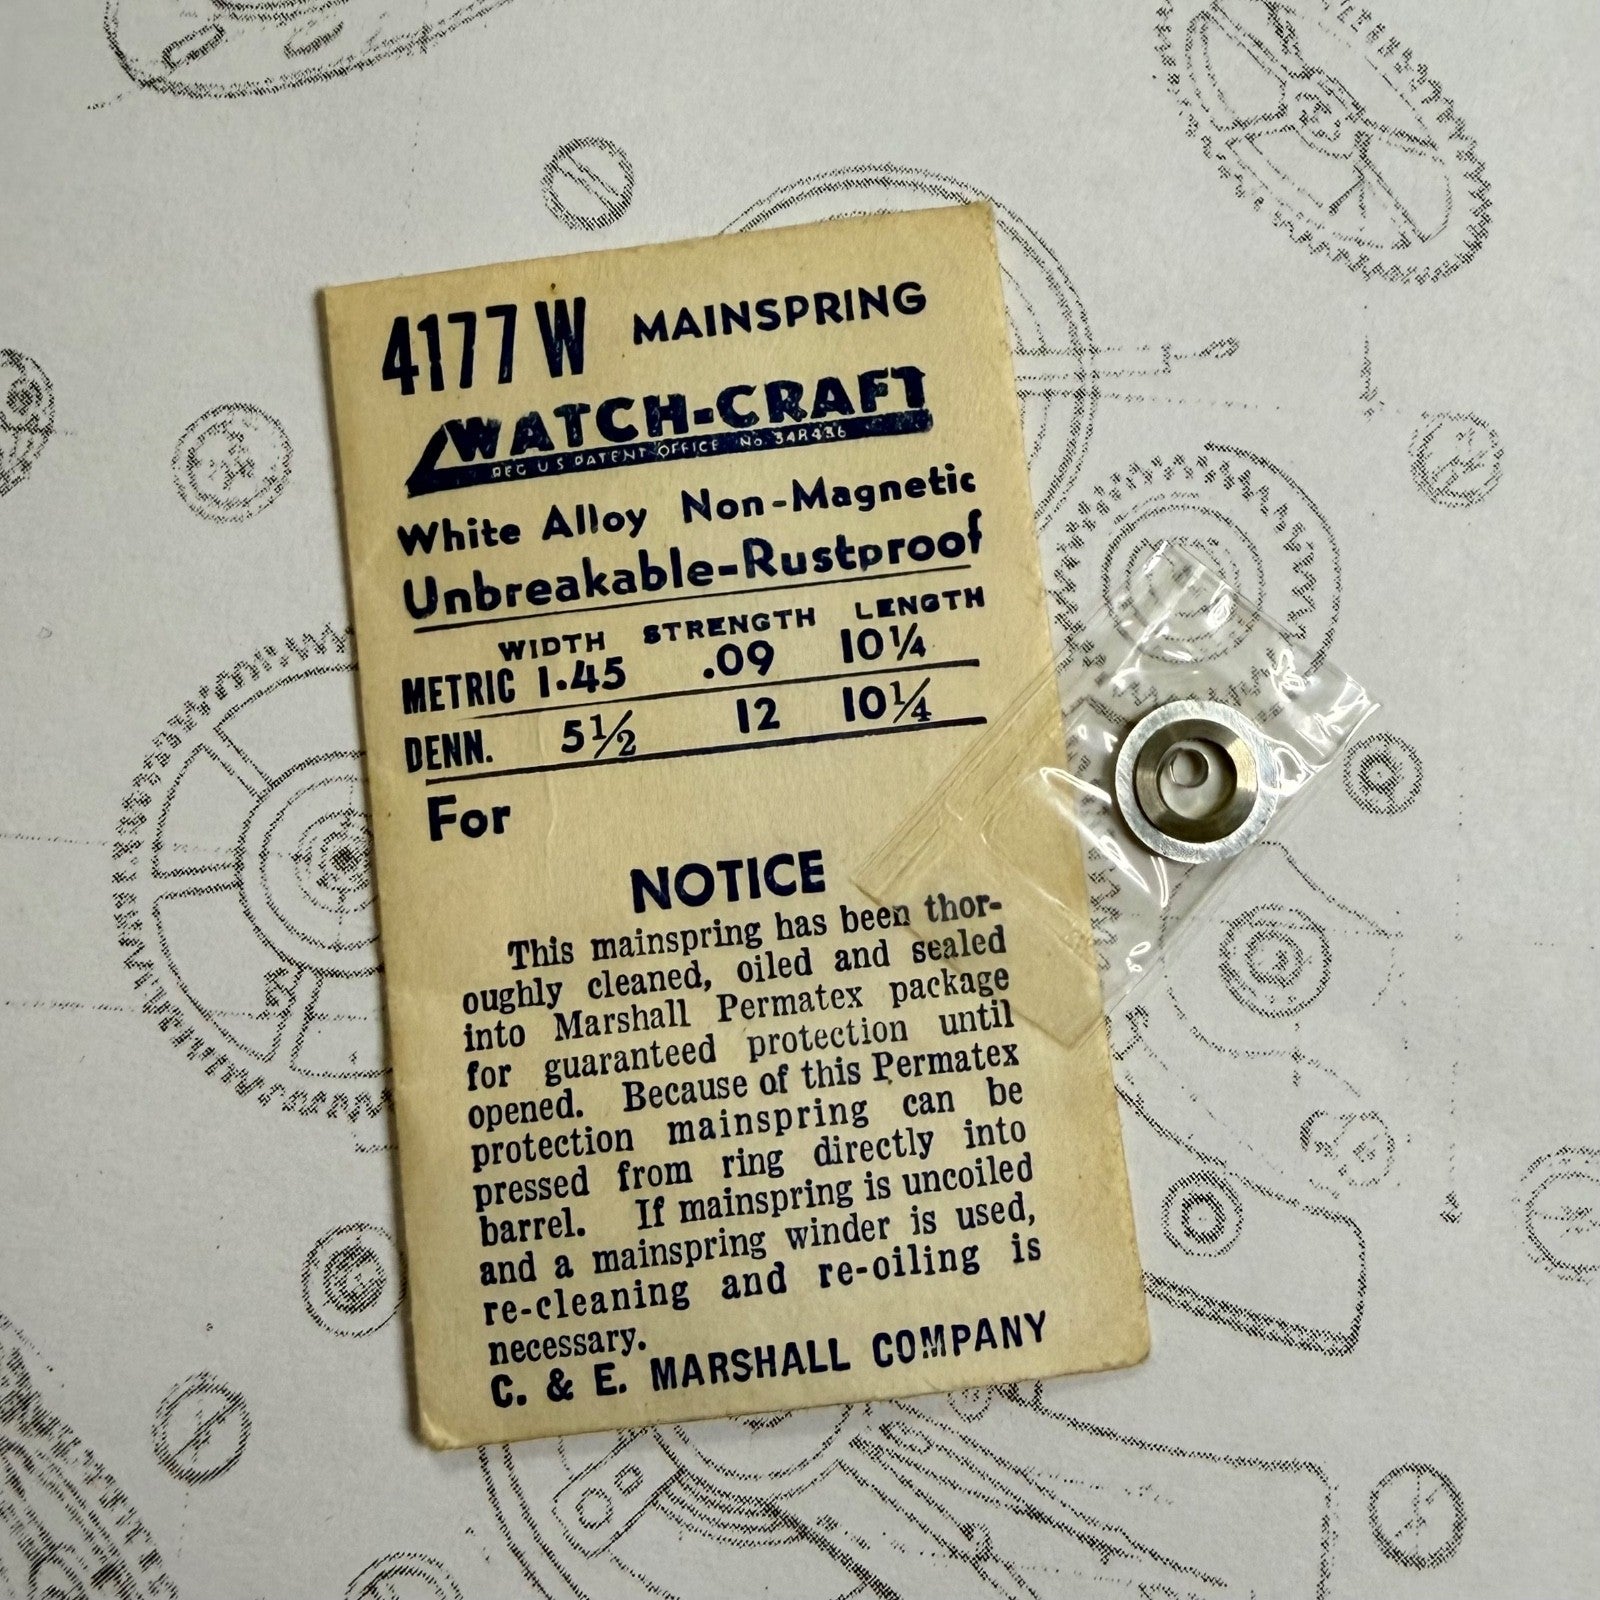 4177 W MAINSPRING
WATCH-CRAFT
REG U S PATENT OFFICE No. 348436
White Alloy Non-Magnetic
Unbreakable-Rustproof
WIDTH STRENGTH LENGTH
METRIC 1.45 .09 10¼
DENN. 5½ 12 10¼
For
NOTICE
This mainspring has been thor-
oughly cleaned, oiled and sealed
into Marshall Permatex package
for guaranteed protection until
opened. Because of this Permatex
protection mainspring can be
pressed from ring directly into
barrel. If mainspring is uncoiled
and a mainspring winder is used,
re-cleaning and re-oiling is
necessary.
C. & E. MARSHALL COMPANY